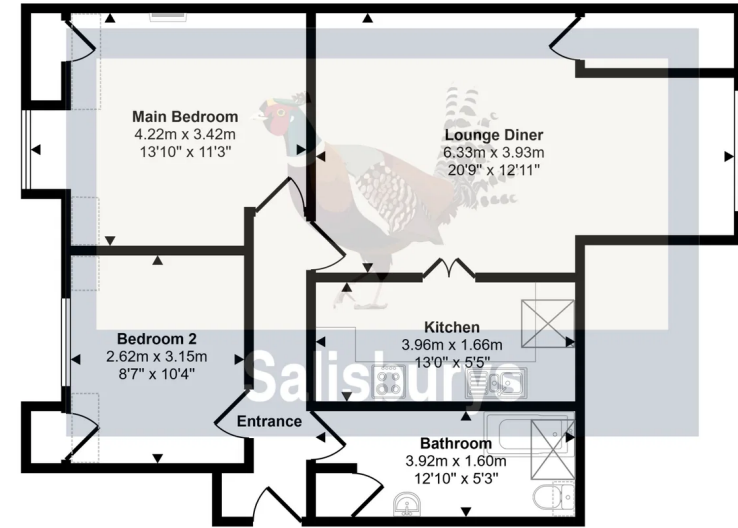 Main Bedroom
4.22m x 3.42m
13'10" x 11'3"
Lounge Diner
6.33m x 3.93m
20'9" x 12'11"
Bedroom 2
2.62m x 3.15m
8'7" x 10'4"
Kitchen
3.96m x 1.66m
13'0" x 5'5"
Salisburys
Entrance
Bathroom
3.92m x 1.60m
12'10" x 5'3"